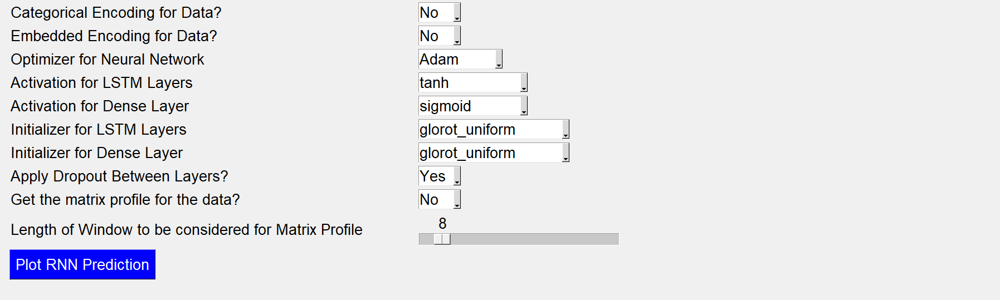 Categorical Encoding for Data? No
Embedded Encoding for Data? No
Optimizer for Neural Network Adam
Activation for LSTM Layers tanh
Activation for Dense Layer sigmoid
Initializer for LSTM Layers glorot_uniform
Initializer for Dense Layer glorot_uniform
Apply Dropout Between Layers? Yes
Get the matrix profile for the data? No
Length of Window to be considered for Matrix Profile 8
Plot RNN Prediction